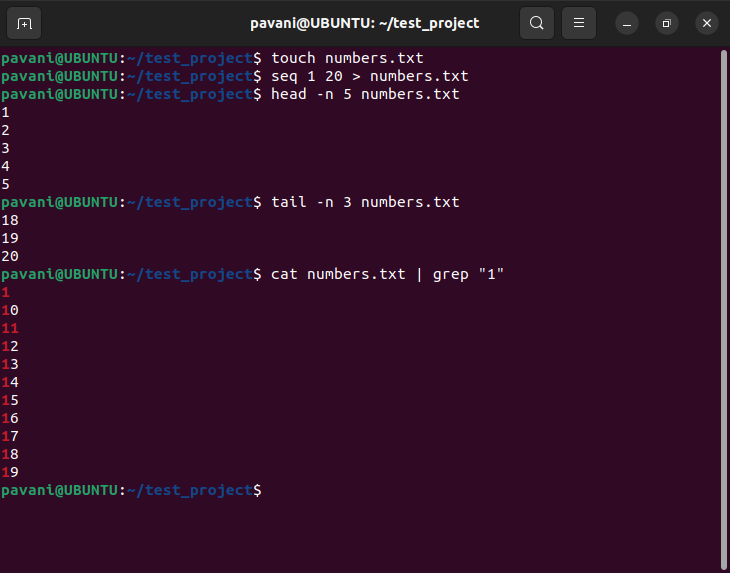 pavani@UBUNTU: ~/test_project
pavani@UBUNTU:~/test_project$ touch numbers.txt
pavani@UBUNTU:~/test_project$ seq 1 20 > numbers.txt
pavani@UBUNTU:~/test_project$ head -n 5 numbers.txt
1
2
3
4
5
pavani@UBUNTU:~/test_project$ tail -n 3 numbers.txt
18
19
20
pavani@UBUNTU:~/test_project$ cat numbers.txt | grep "1"
1
10
11
12
13
14
15
16
17
18
19
pavani@UBUNTU:~/test_project$